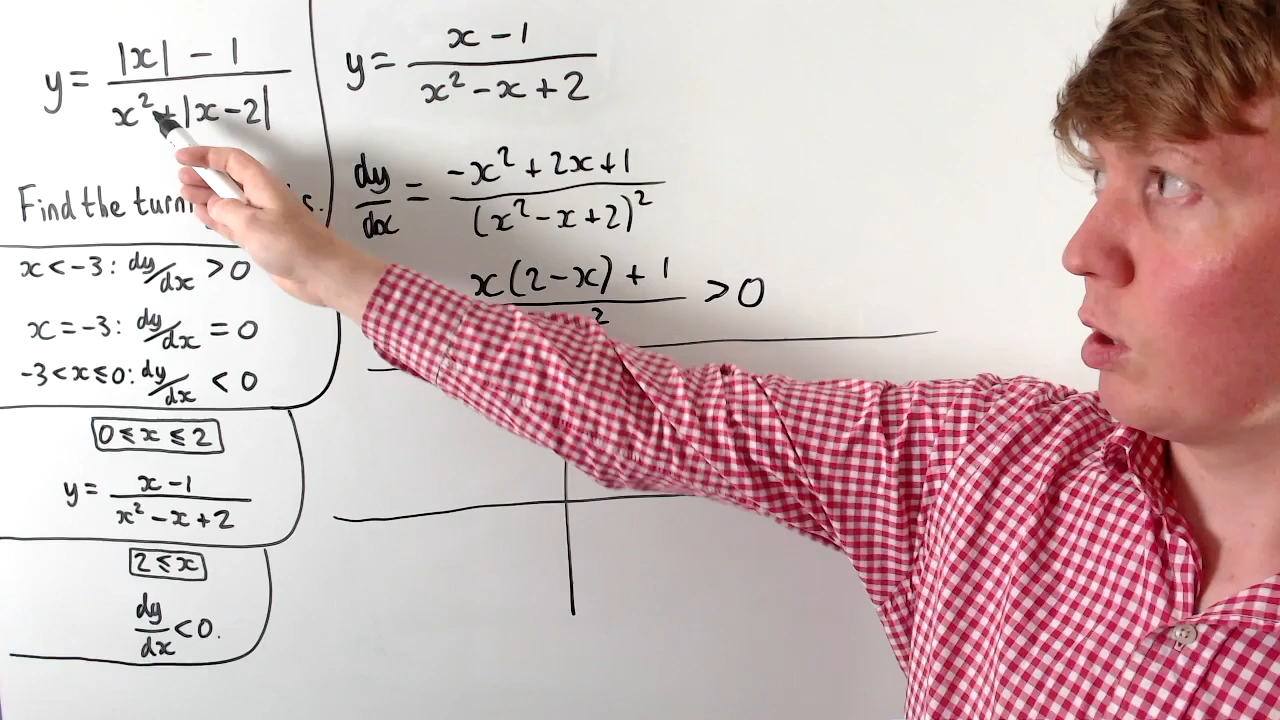 y = (|x| - 1) / (x² + |x-2|)
Find the
x < -3 : dy/dx > 0
x = -3 : dy/dx = 0
-3 < x ⩽ 0 : dy/dx < 0
0 ⩽ x ⩽ 2
y = (x - 1) / (x² - x + 2)
2 ⩽ x
dy/dx < 0.
y = (x - 1) / (x² - x + 2)
dy/dx = (-x² + 2x + 1) / (x² - x + 2)²
x(2-x) + 1
2
> 0